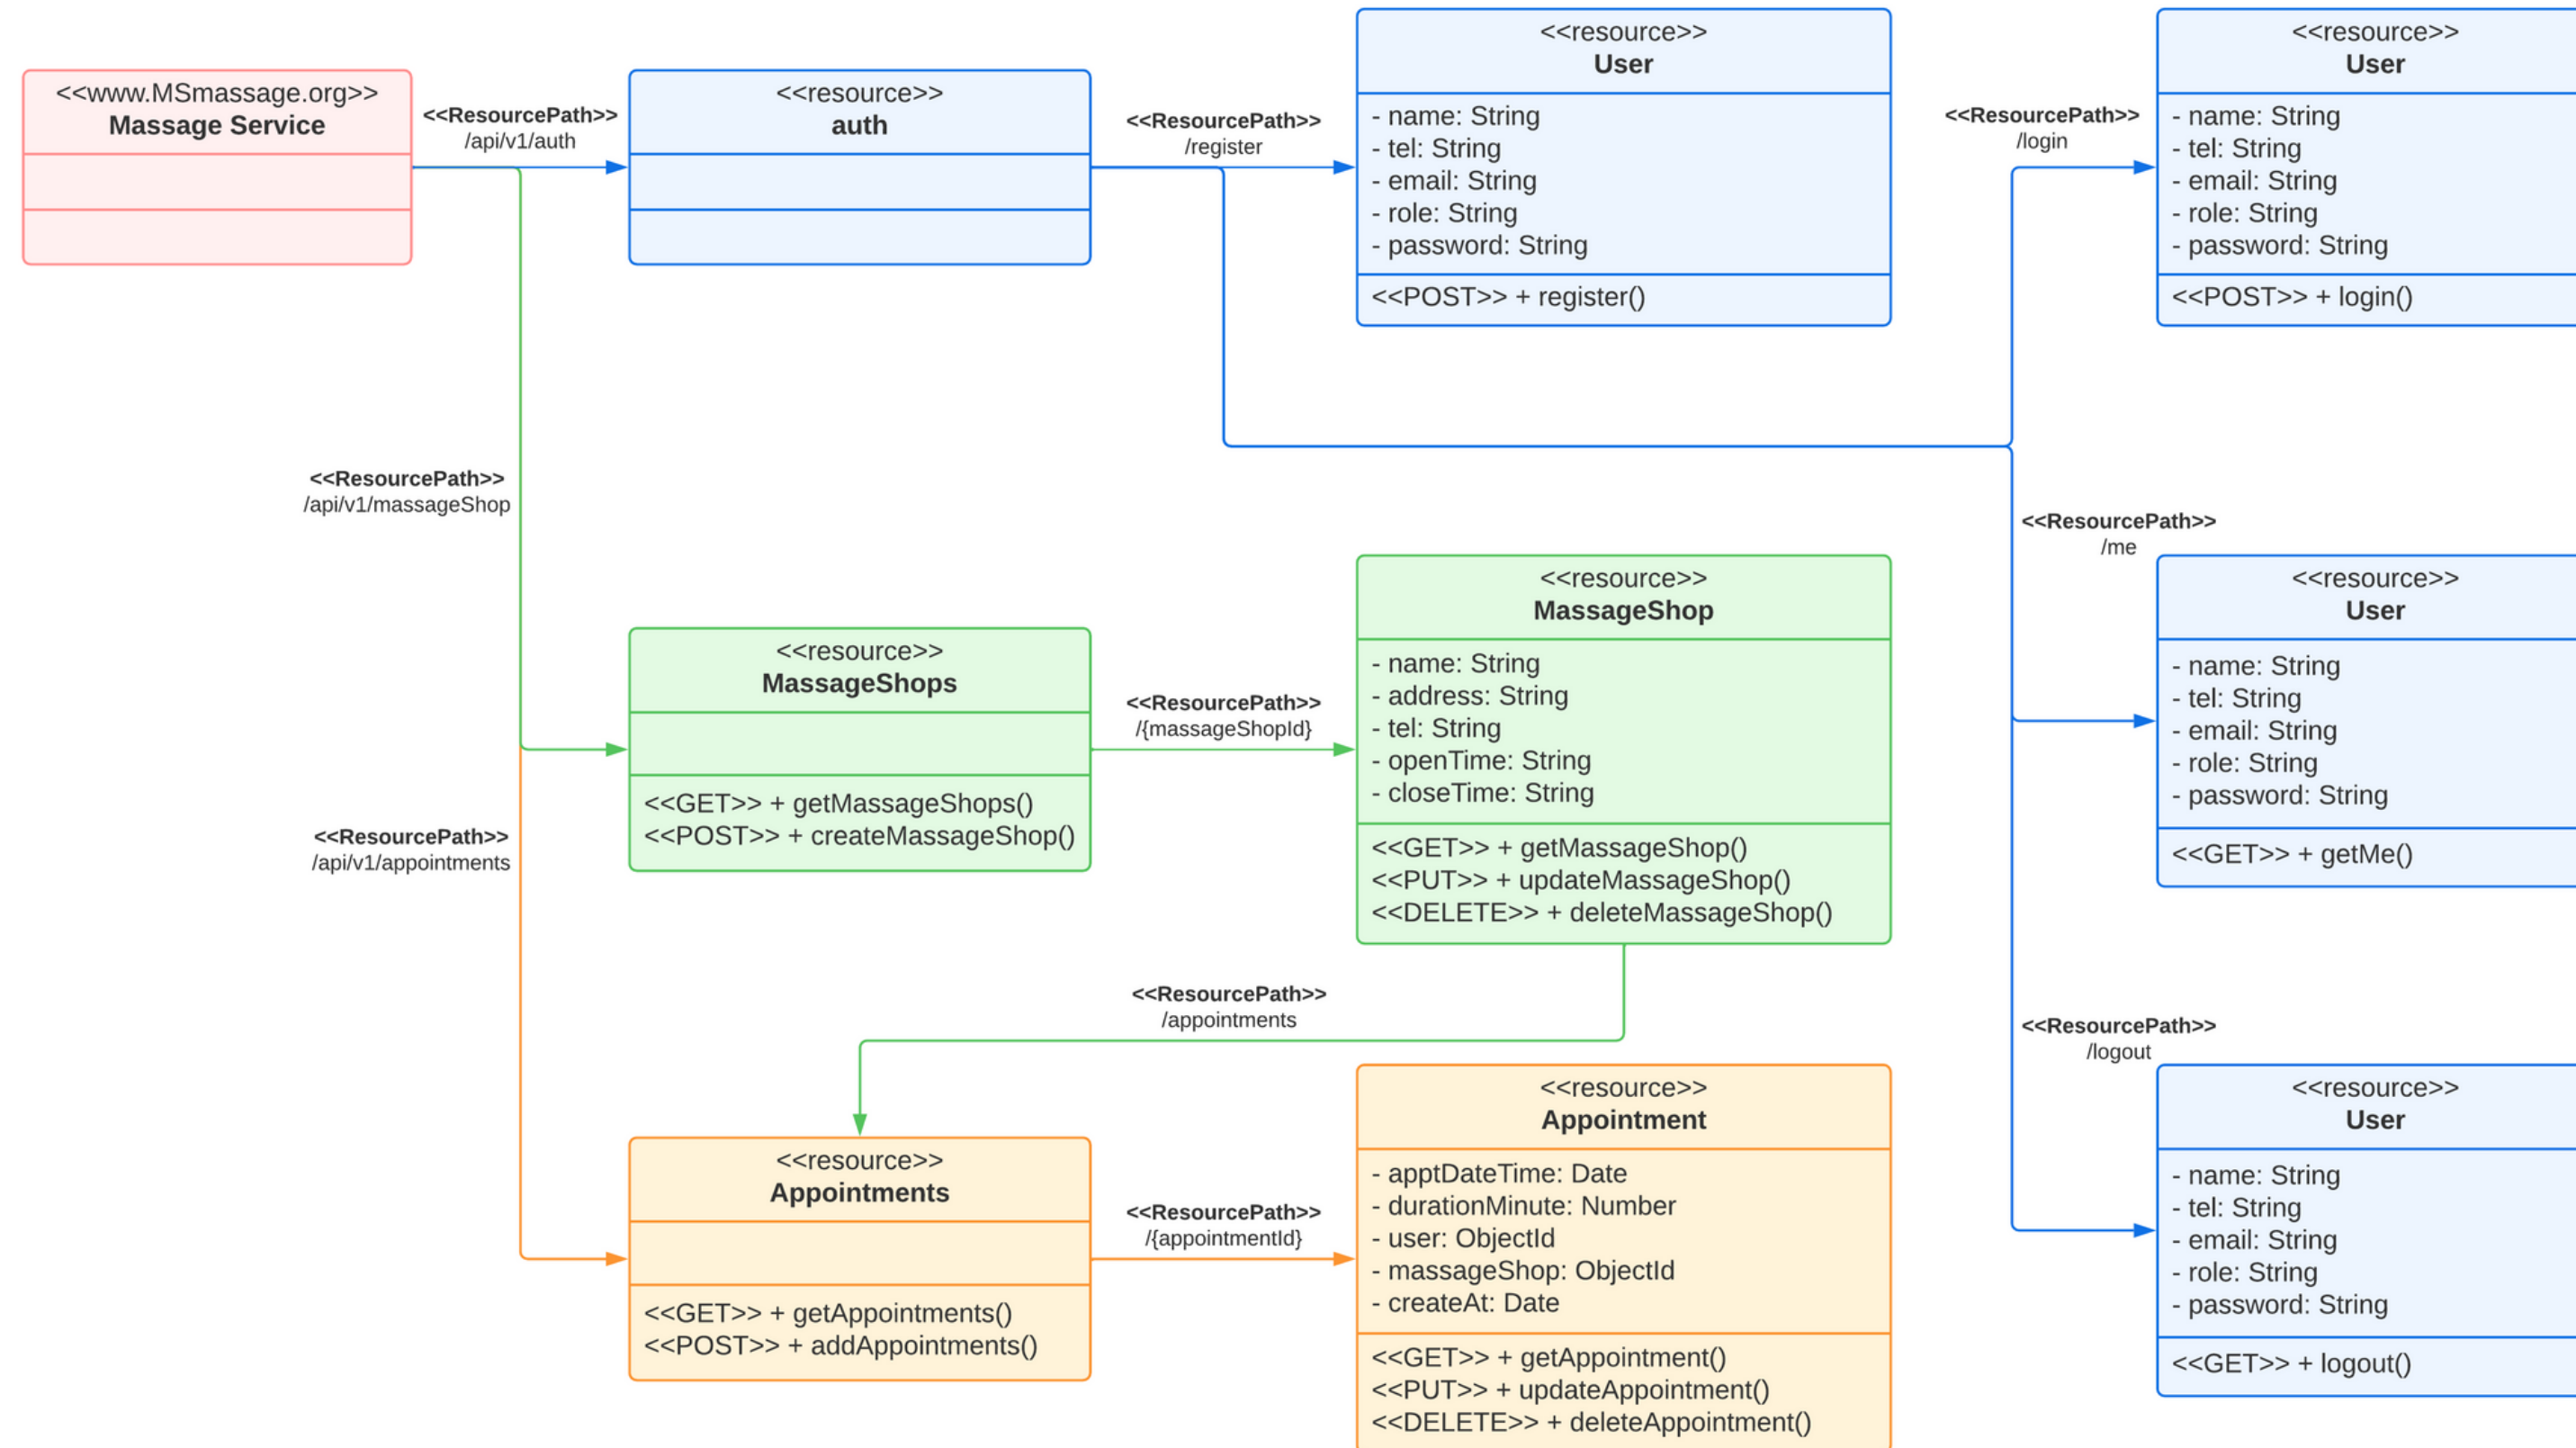 <<www.MSmassage.org>>
Massage Service
<<ResourcePath>>
/api/v1/auth
<<resource>>
auth
<<ResourcePath>>
/register
<<resource>>
User
- name: String
- tel: String
- email: String
- role: String
- password: String
<<POST>> + register()
<<ResourcePath>>
/login
<<resource>>
User
- name: String
- tel: String
- email: String
- role: String
- password: String
<<POST>> + login()
<<ResourcePath>>
/api/v1/massageShop
<<resource>>
MassageShops
<<GET>> + getMassageShops()
<<POST>> + createMassageShop()
<<ResourcePath>>
/{massageShopId}
<<resource>>
MassageShop
- name: String
- address: String
- tel: String
- openTime: String
- closeTime: String
<<GET>> + getMassageShop()
<<PUT>> + updateMassageShop()
<<DELETE>> + deleteMassageShop()
<<ResourcePath>>
/me
<<resource>>
User
- name: String
- tel: String
- email: String
- role: String
- password: String
<<GET>> + getMe()
<<ResourcePath>>
/api/v1/appointments
<<ResourcePath>>
/appointments
<<resource>>
Appointments
<<GET>> + getAppointments()
<<POST>> + addAppointments()
<<ResourcePath>>
/{appointmentId}
<<resource>>
Appointment
- apptDateTime: Date
- durationMinute: Number
- user: ObjectId
- massageShop: ObjectId
- createAt: Date
<<GET>> + getAppointment()
<<PUT>> + updateAppointment()
<<DELETE>> + deleteAppointment()
<<ResourcePath>>
/logout
<<resource>>
User
- name: String
- tel: String
- email: String
- role: String
- password: String
<<GET>> + logout()